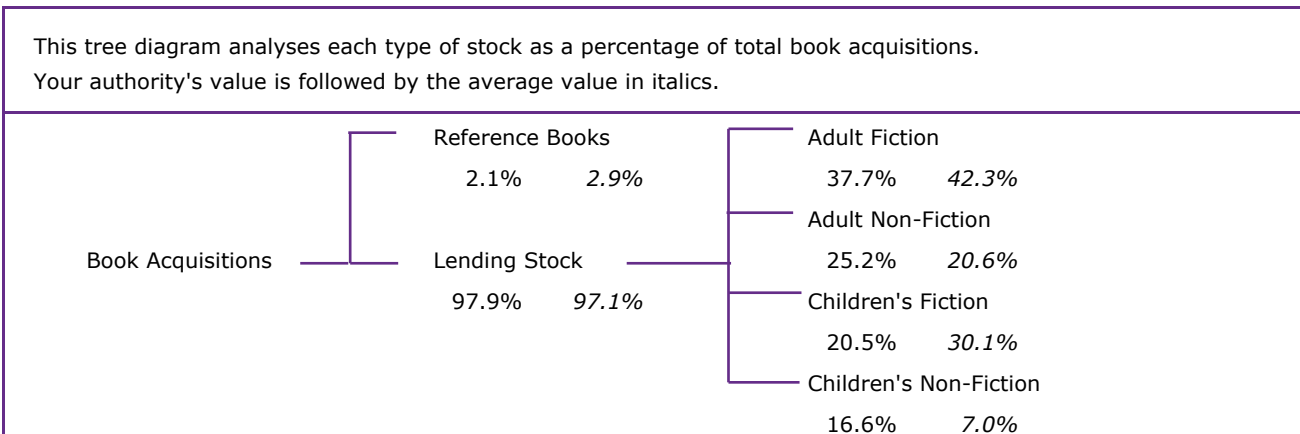 This tree diagram analyses each type of stock as a percentage of total book acquisitions.
Your authority's value is followed by the average value in italics.
Reference Books Adult Fiction
2.1% 2.9% 37.7% 42.3%
Adult Non-Fiction
Book Acquisitions Lending Stock 25.2% 20.6%
97.9% 97.1% Children's Fiction
20.5% 30.1%
Children's Non-Fiction
16.6% 7.0%